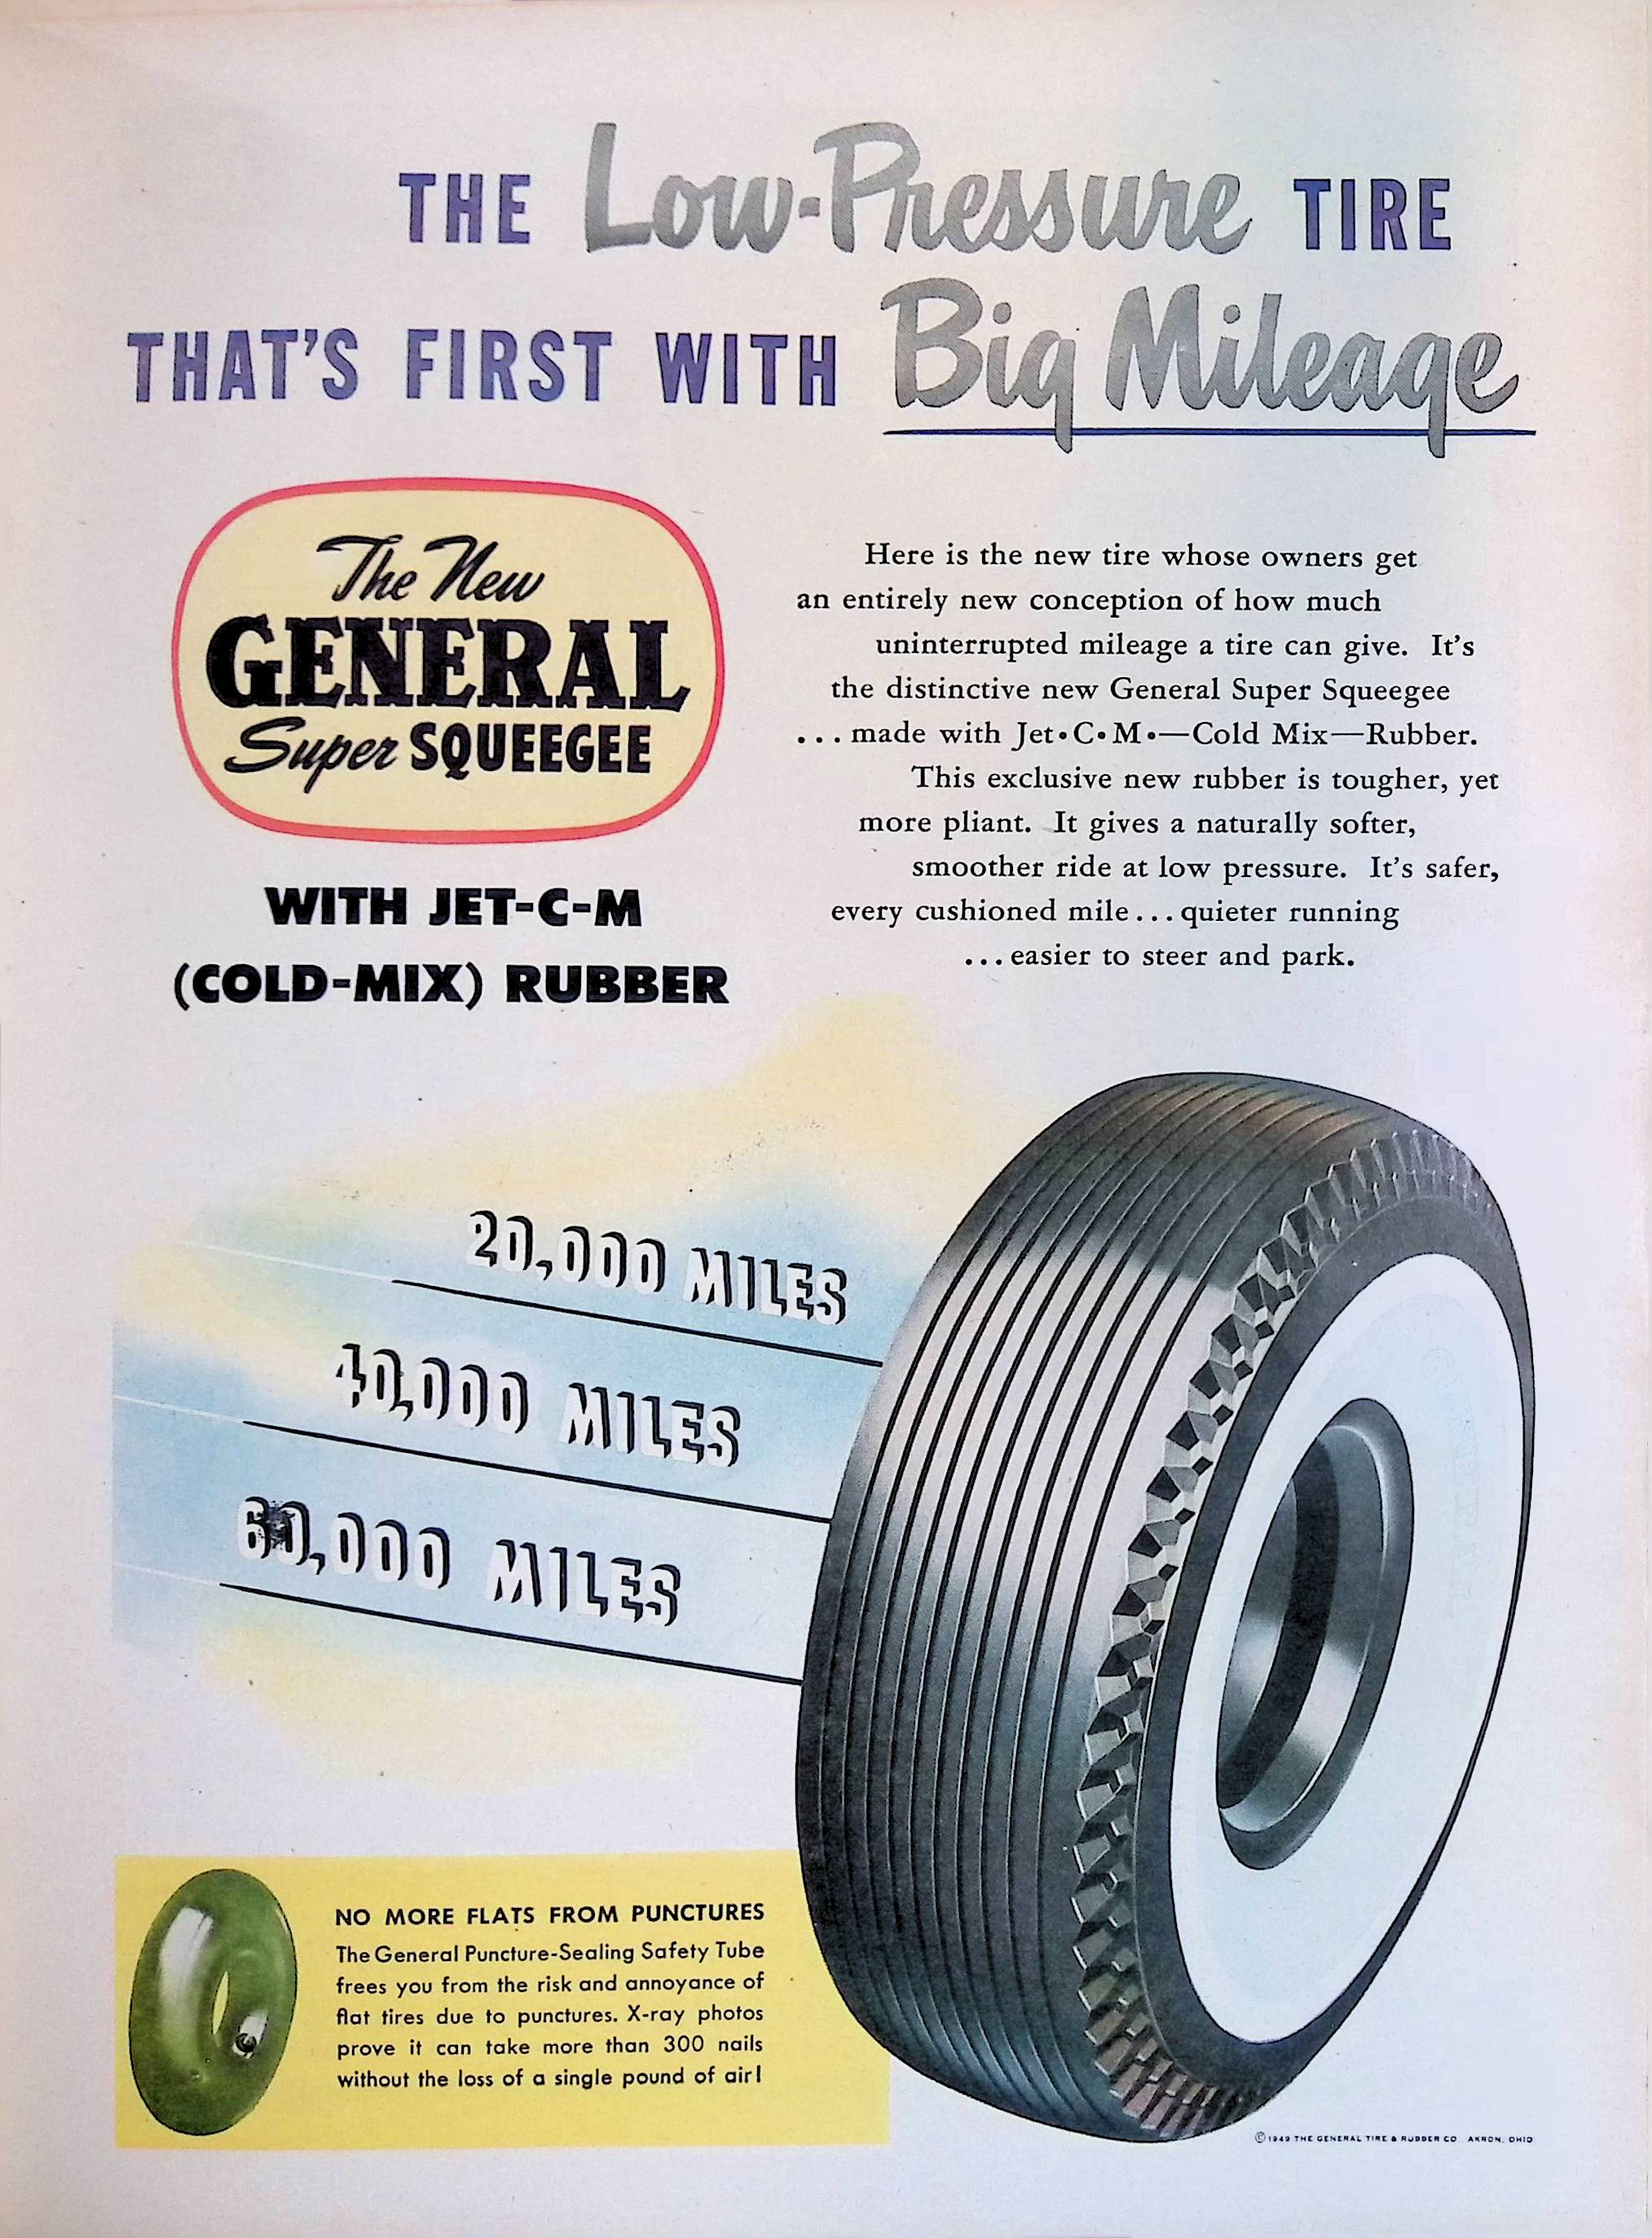 THE Low-Pressure TIRE
THAT'S FIRST WITH Big Mileage
The New
GENERAL
Super SQUEEGEE
WITH JET-C-M
(COLD-MIX) RUBBER
Here is the new tire whose owners get
an entirely new conception of how much
uninterrupted mileage a tire can give. It's
the distinctive new General Super Squeegee
... made with Jet•C•M•—Cold Mix—Rubber.
This exclusive new rubber is tougher, yet
more pliant. It gives a naturally softer,
smoother ride at low pressure. It's safer,
every cushioned mile... quieter running
... easier to steer and park.
20,000 MILES
40,000 MILES
60,000 MILES
NO MORE FLATS FROM PUNCTURES
The General Puncture-Sealing Safety Tube
frees you from the risk and annoyance of
flat tires due to punctures. X-ray photos
prove it can take more than 300 nails
without the loss of a single pound of air!
©1949 THE GENERAL TIRE & RUBBER CO. AKRON, OHIO